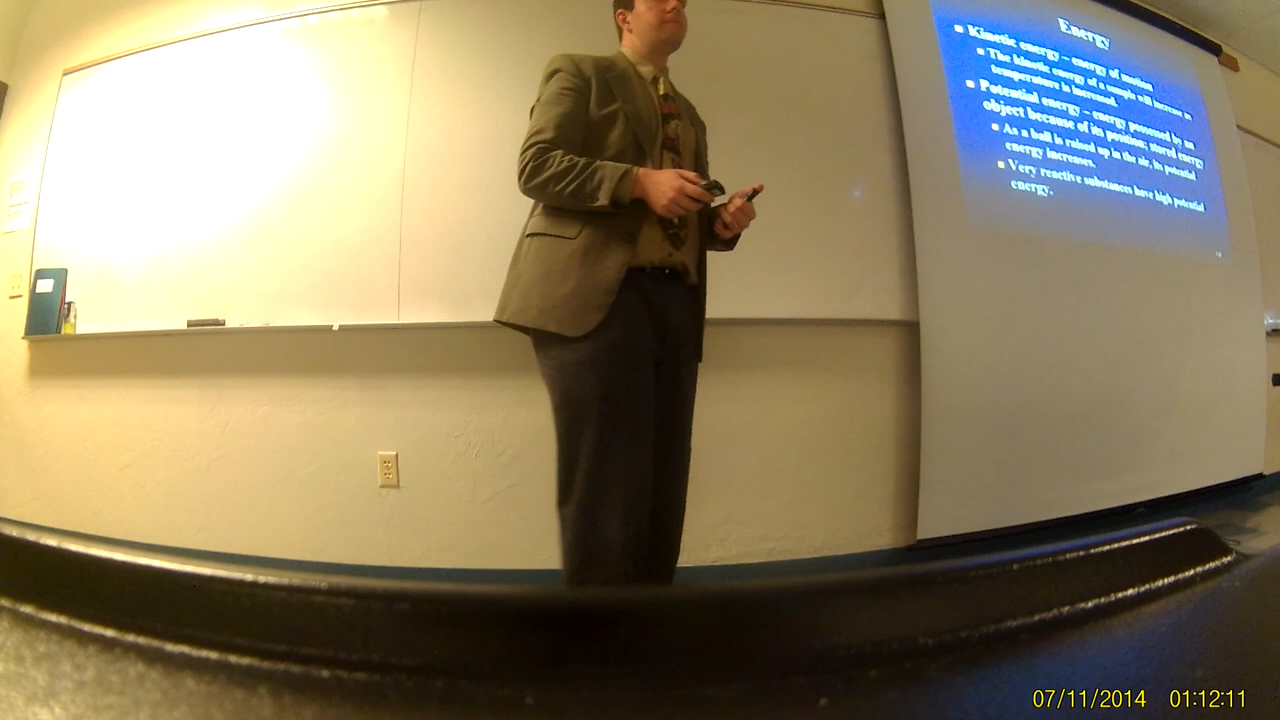 Energy
Kinetic energy – energy of motion
The kinetic energy of a sample will increase as
temperature is increased.
Potential energy – energy possessed by an
object because of its position; stored energy
As a ball is raised up in the air, its potential
energy increases.
Very reactive substances have high potential
energy.
07/11/2014 01:12:11